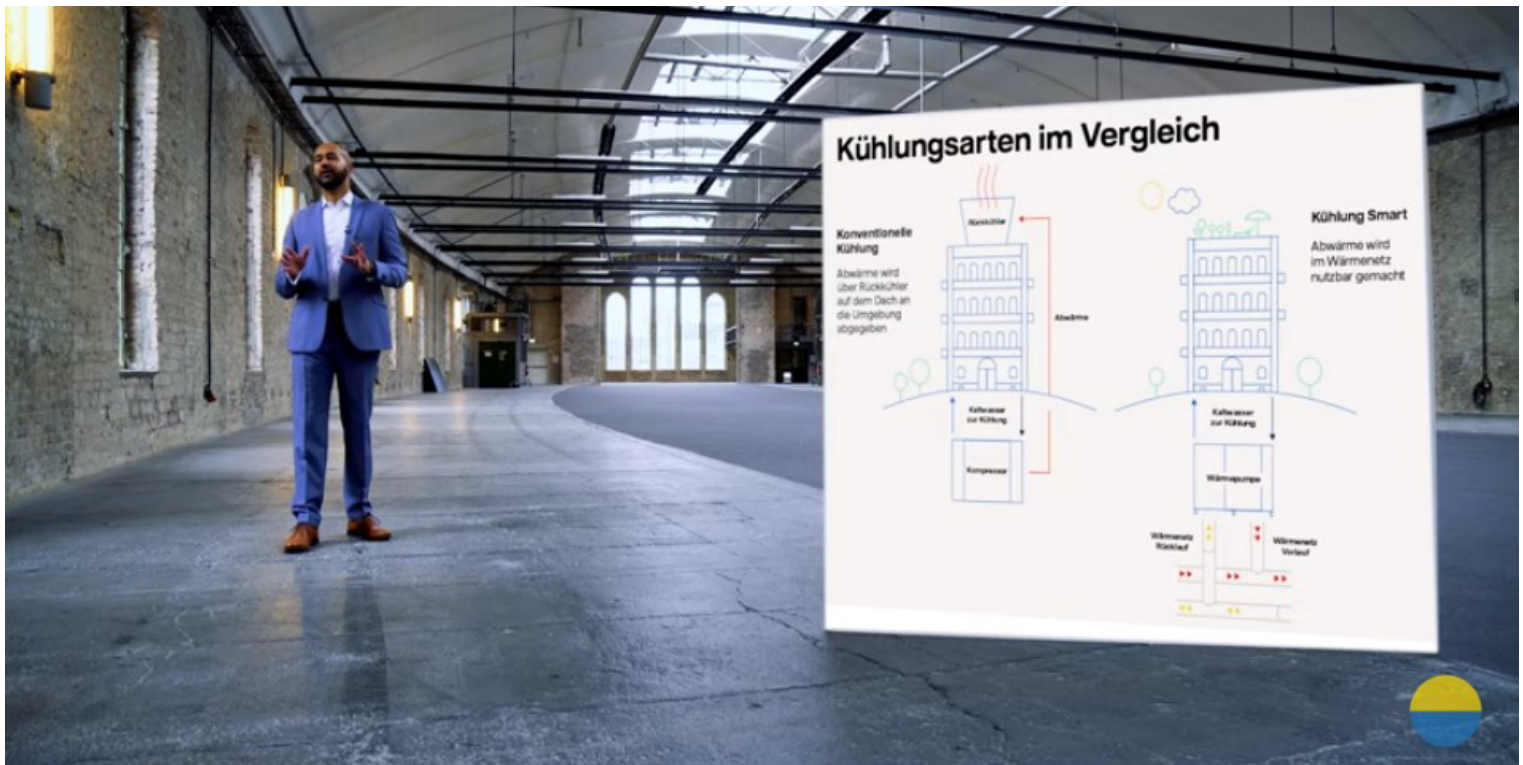 Kühlungsarten im Vergleich
Konventionelle
Kühlung
Abwärme wird
über Rückkühler
auf dem Dach an
die Umgebung
abgegeben
Rückkühler
Abwärme
Kaltwasser
zur Kühlung
Kompressor
Kühlung Smart
Abwärme wird
im Wärmenetz
nutzbar gemacht
Kaltwasser
zur Kühlung
Wärmepumpe
Wärmenetz
Rücklauf
Wärmenetz
Vorlauf